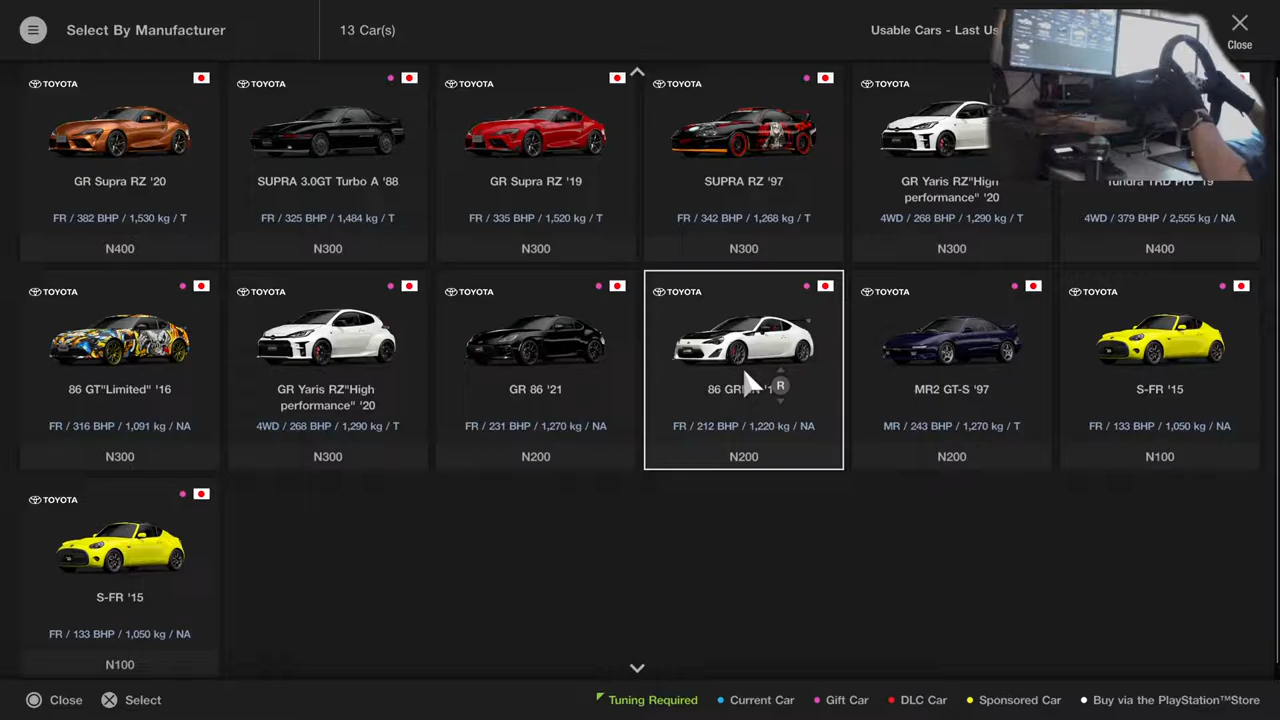 Select By Manufacturer
13 Car(s)
Usable Cars - Last
Close
TOYOTA
GR Supra RZ '20
FR / 382 BHP / 1,530 kg / T
N400
TOYOTA
SUPRA 3.0GT Turbo A '88
FR / 325 BHP / 1,484 kg / T
N300
TOYOTA
GR Supra RZ '19
FR / 335 BHP / 1,520 kg / T
N300
TOYOTA
SUPRA RZ '97
FR / 342 BHP / 1,268 kg / T
N300
TOYOTA
GR Yaris RZ"High
performance" '20
4WD / 268 BHP / 1,290 kg / T
N300
Tundra TRD Pro '19
4WD / 379 BHP / 2,555 kg / NA
N400
TOYOTA
86 GT"Limited" '16
FR / 316 BHP / 1,091 kg / NA
N300
TOYOTA
GR Yaris RZ"High
performance" '20
4WD / 268 BHP / 1,290 kg / T
N300
TOYOTA
GR 86 '21
FR / 231 BHP / 1,270 kg / NA
N200
TOYOTA
86
R
FR / 212 BHP / 1,220 kg / NA
N200
TOYOTA
MR2 GT-S '97
MR / 243 BHP / 1,270 kg / T
N200
TOYOTA
S-FR '15
FR / 133 BHP / 1,050 kg / NA
N100
TOYOTA
S-FR '15
FR / 133 BHP / 1,050 kg / NA
N100
Close
Select
Tuning Required
Current Car
Gift Car
DLC Car
Sponsored Car
Buy via the PlayStation™Store